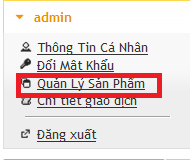 admin
Thông Tin Cá Nhân
Đổi Mật Khẩu
Quản Lý Sản Phẩm
Chi tiết giao dịch
Đăng xuất